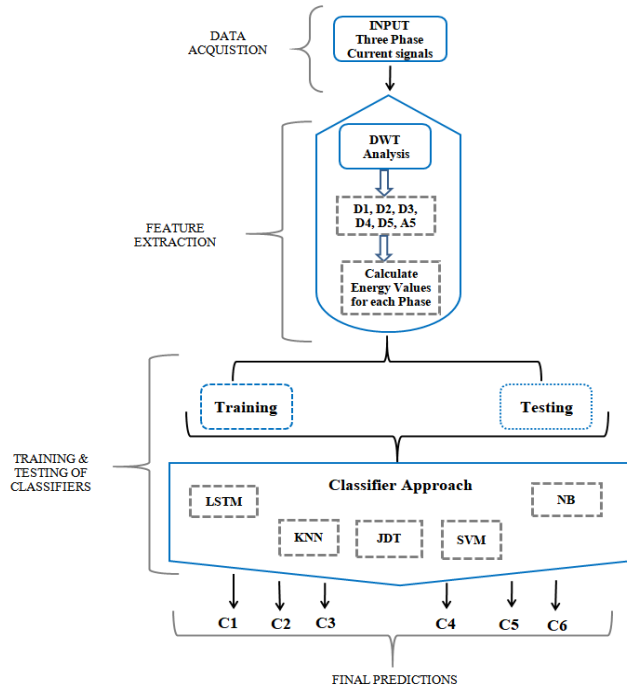 DATA
ACQUISTION
INPUT
Three Phase
Current signals
FEATURE
EXTRACTION
DWT
Analysis
D1, D2, D3,
D4, D5, A5
Calculate
Energy Values
for each Phase
TRAINING &
TESTING OF
CLASSIFIERS
Training
Testing
Classifier Approach
LSTM
NB
KNN
JDT
SVM
C1 C2 C3 C4 C5 C6
FINAL PREDICTIONS